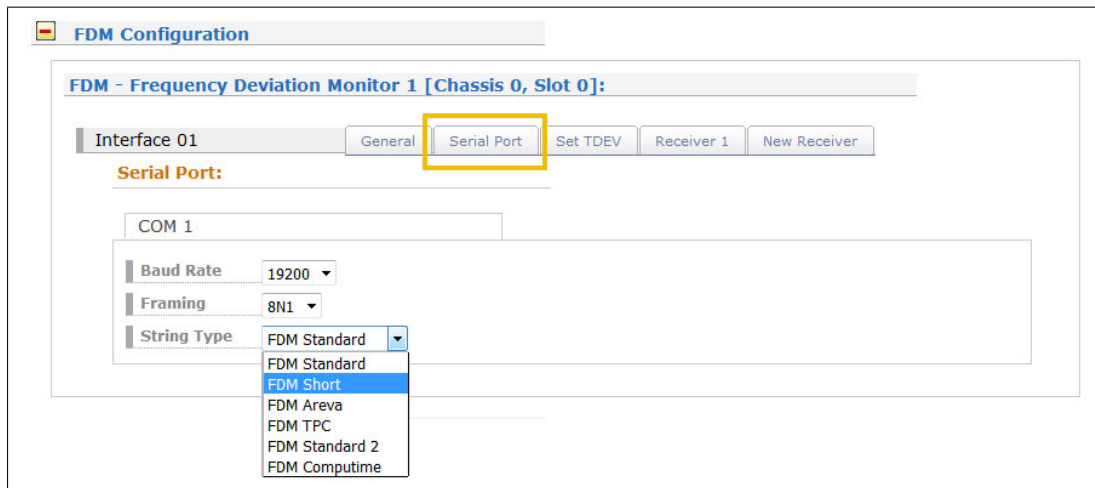 FDM Configuration
FDM - Frequency Deviation Monitor 1 [Chassis 0, Slot 0]:
Interface 01 General Serial Port Set TDEV Receiver 1 New Receiver
Serial Port:
COM 1
Baud Rate 19200
Framing 8N1
String Type FDM Standard
FDM Standard
FDM Short
FDM Areva
FDM TPC
FDM Standard 2
FDM Computime